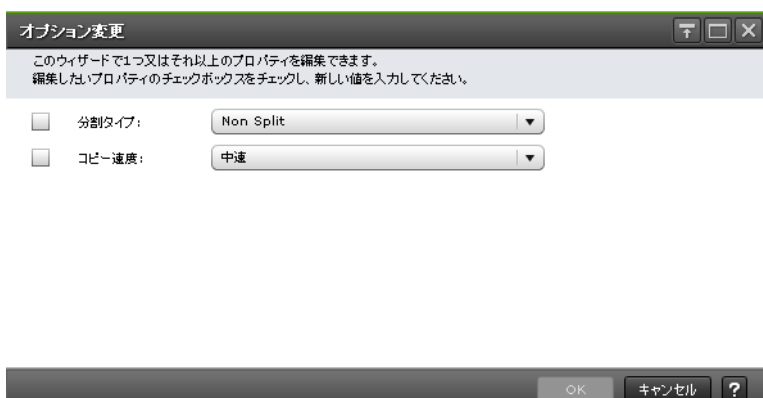 オプション変更
このウィザードで1つ又はそれ以上のプロパティを編集できます。
編集したいプロパティのチェックボックスをチェックし、新しい値を入力してください。
分割タイプ: Non Split
コピー速度: 中速
OK キャンセル ?